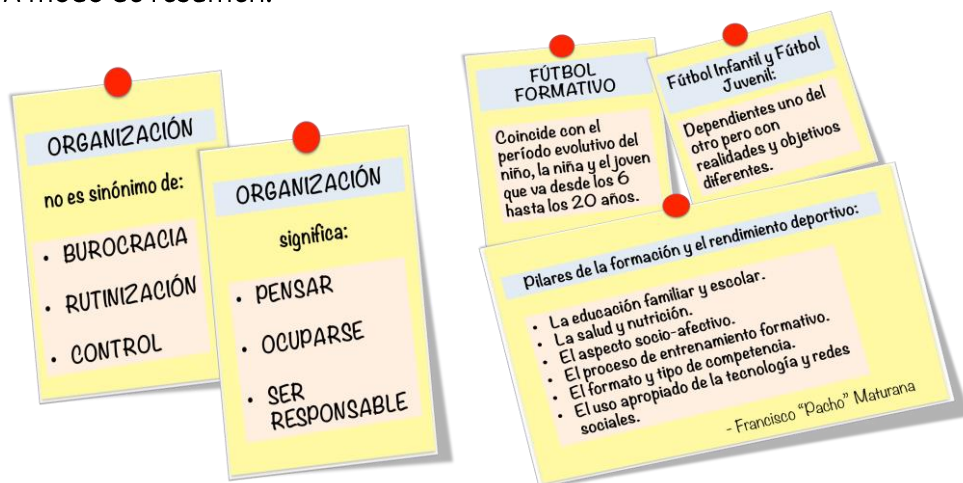 A modo de resumen:
ORGANIZACIÓN
no es sinónimo de:
• BUROCRACIA
• RUTINIZACIÓN
• CONTROL
ORGANIZACIÓN
significa:
• PENSAR
• OCUPARSE
• SER
RESPONSABLE
FÚTBOL
FORMATIVO
Coincide con el
período evolutivo del
niño, la niña y el joven
que va desde los 6
hasta los 20 años.
Fútbol Infantil y Fútbol
Juvenil:
Dependientes uno del
otro pero con
realidades y objetivos
diferentes.
Pilares de la formación y el rendimiento deportivo:
• La educación familiar y escolar.
• La salud y nutrición.
• El aspecto socio-afectivo.
• El proceso de entrenamiento formativo.
• El formato y tipo de competencia.
• El uso apropiado de la tecnología y redes
sociales.
- Francisco “Pacho” Maturana